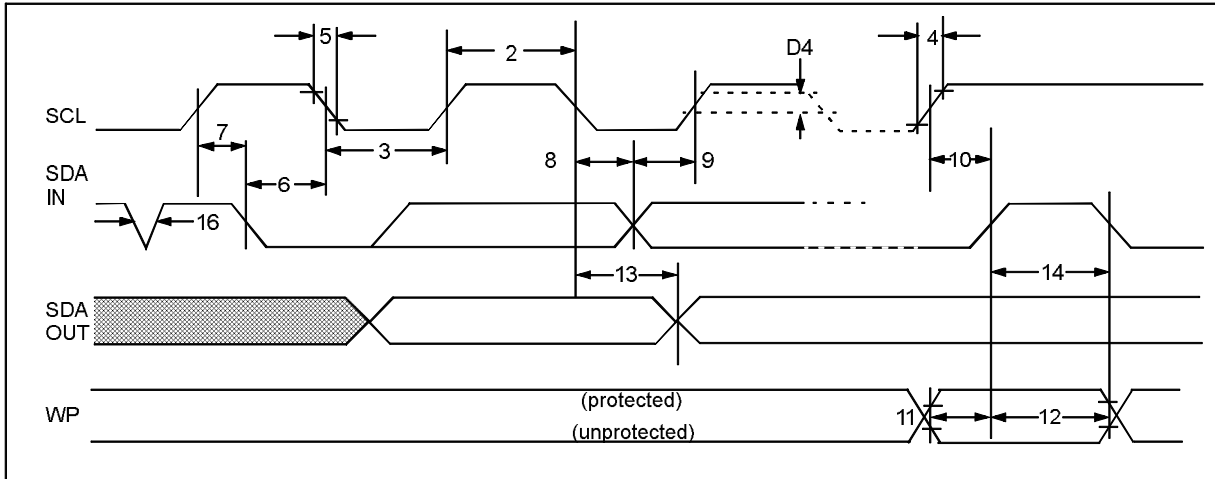 5
2
D4
4
SCL
7
3
8
9
10
SDA
IN
6
16
13
14
SDA
OUT
WP
(protected)
(unprotected)
11
12